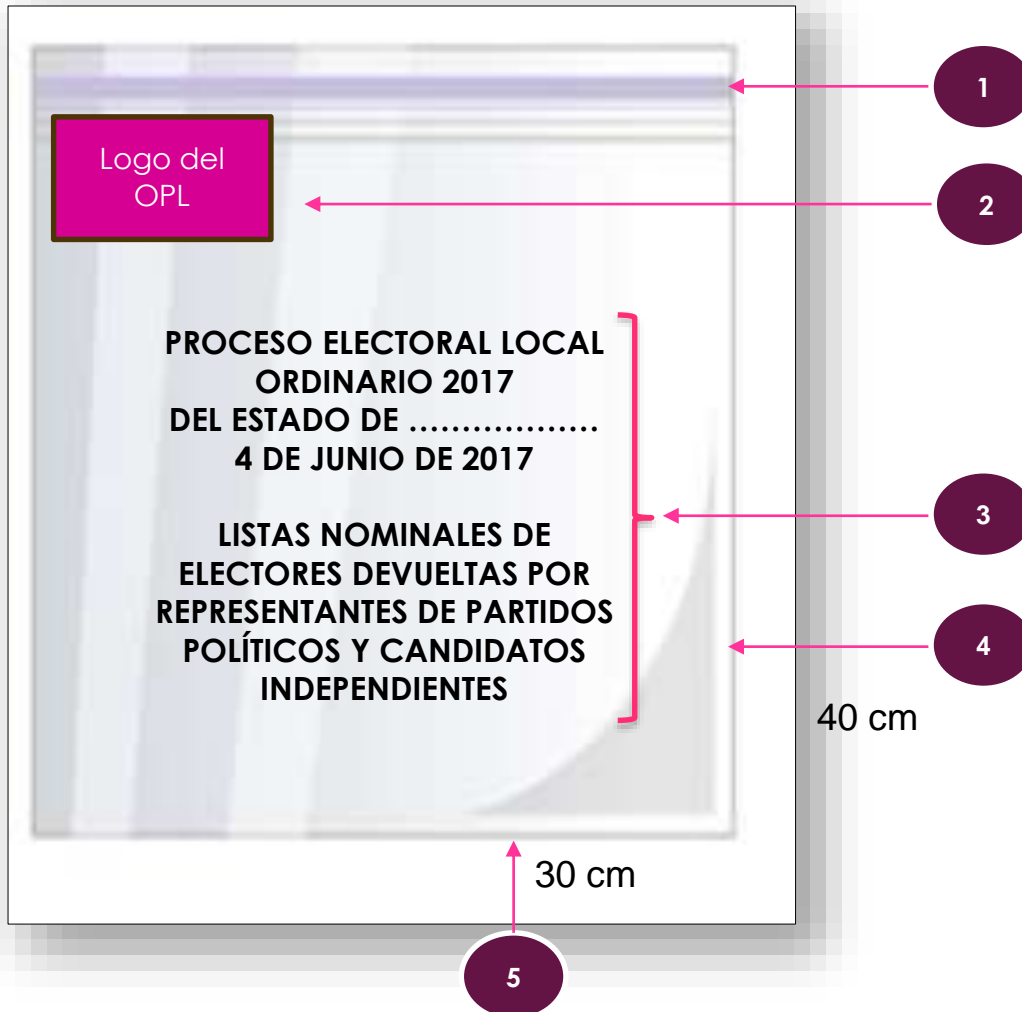 1
Logo del
OPL
2
PROCESO ELECTORAL LOCAL
ORDINARIO 2017
DEL ESTADO DE ………………
4 DE JUNIO DE 2017
LISTAS NOMINALES DE
ELECTORES DEVUELTAS POR
REPRESENTANTES DE PARTIDOS
POLÍTICOS Y CANDIDATOS
INDEPENDIENTES
3
4
40 cm
30 cm
5